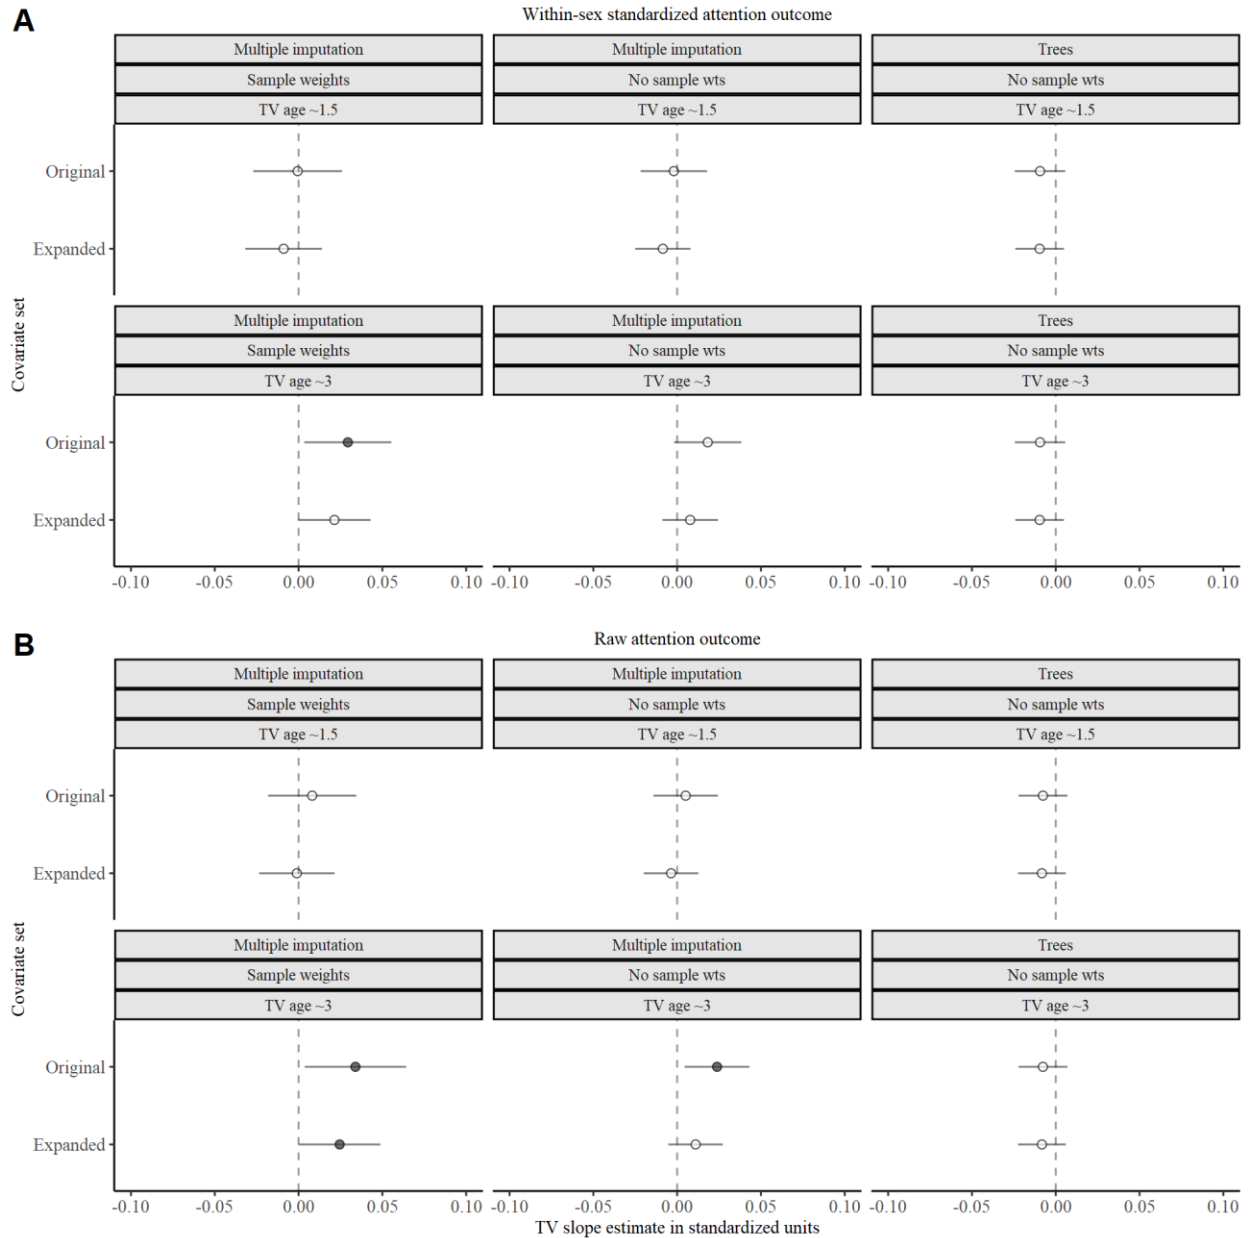 A
Within-sex standardized attention outcome
Multiple imputation Multiple imputation Trees
Sample weights No sample wts No sample wts
TV age ~1.5 TV age ~1.5 TV age ~1.5
Original
Expanded
Covariate set
Multiple imputation Multiple imputation Trees
Sample weights No sample wts No sample wts
TV age ~3 TV age ~3 TV age ~3
Original
Expanded
-0.10 -0.05 0.00 0.05 0.10 -0.10 -0.05 0.00 0.05 0.10 -0.10 -0.05 0.00 0.05 0.10
B
Raw attention outcome
Multiple imputation Multiple imputation Trees
Sample weights No sample wts No sample wts
TV age ~1.5 TV age ~1.5 TV age ~1.5
Original
Expanded
Covariate set
Multiple imputation Multiple imputation Trees
Sample weights No sample wts No sample wts
TV age ~3 TV age ~3 TV age ~3
Original
Expanded
-0.10 -0.05 0.00 0.05 0.10 -0.10 -0.05 0.00 0.05 0.10 -0.10 -0.05 0.00 0.05 0.10
TV slope estimate in standardized units